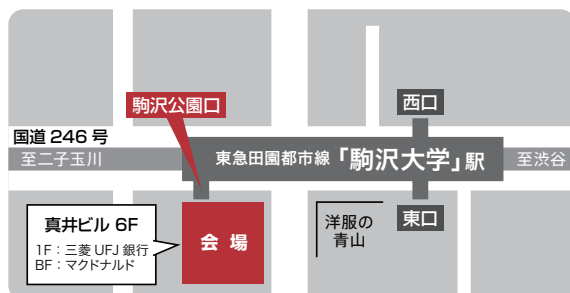 駒沢公園口
西口
国道 246 号
至二子玉川
東急田園都市線「駒沢大学」駅
至渋谷
真井ビル 6F
1F：三菱 UFJ 銀行
BF：マクドナルド
会 場
洋服の
青山
東口